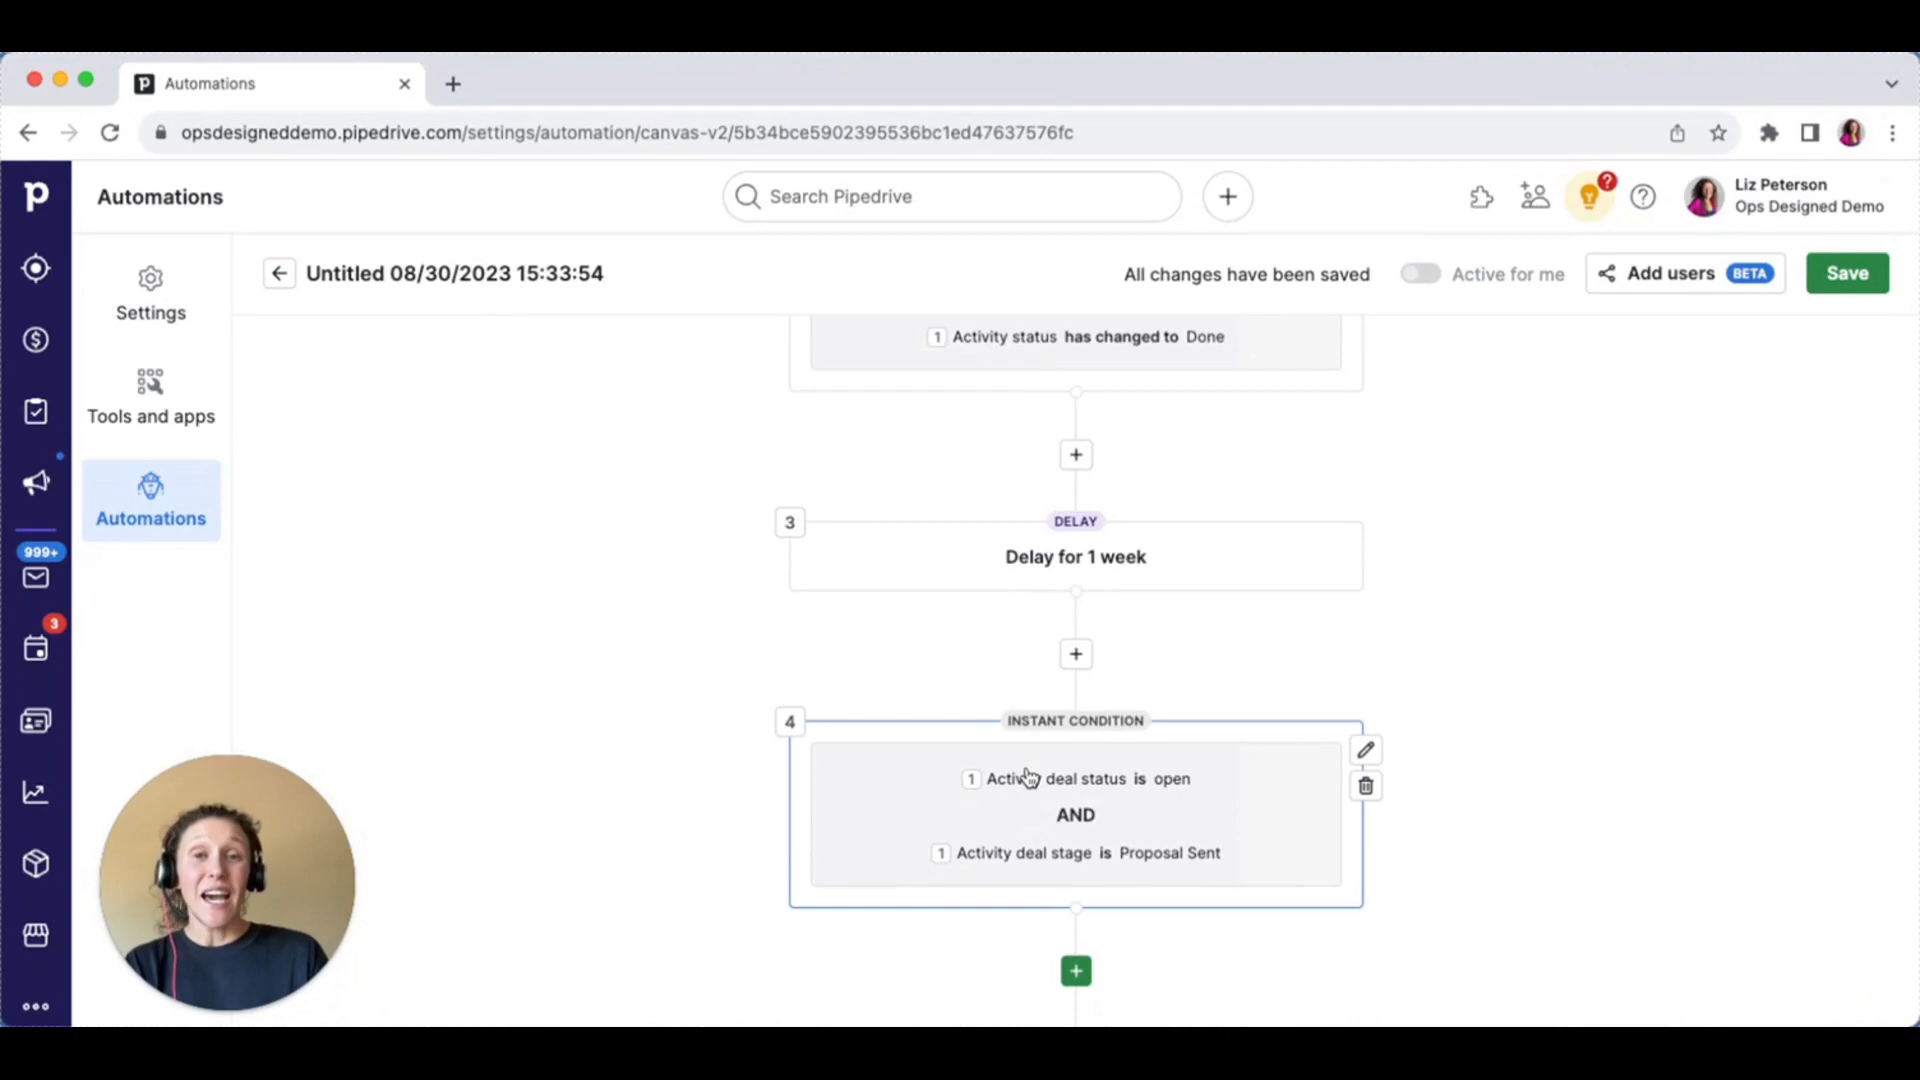 Automations
opsdesigneddemo.pipedrive.com/settings/automation/canvas-v2/5b34bce5902395536bc1ed47637576fc
p
Automations
Search Pipedrive
?
Liz Peterson
Ops Designed Demo
Untitled 08/30/2023 15:33:54
All changes have been saved
Active for me
Add users BETA
Save
Settings
Tools and apps
Automations
999+
3
1 Activity status has changed to Done
3
DELAY
Delay for 1 week
4
INSTANT CONDITION
1 Activity deal status is open
AND
1 Activity deal stage is Proposal Sent